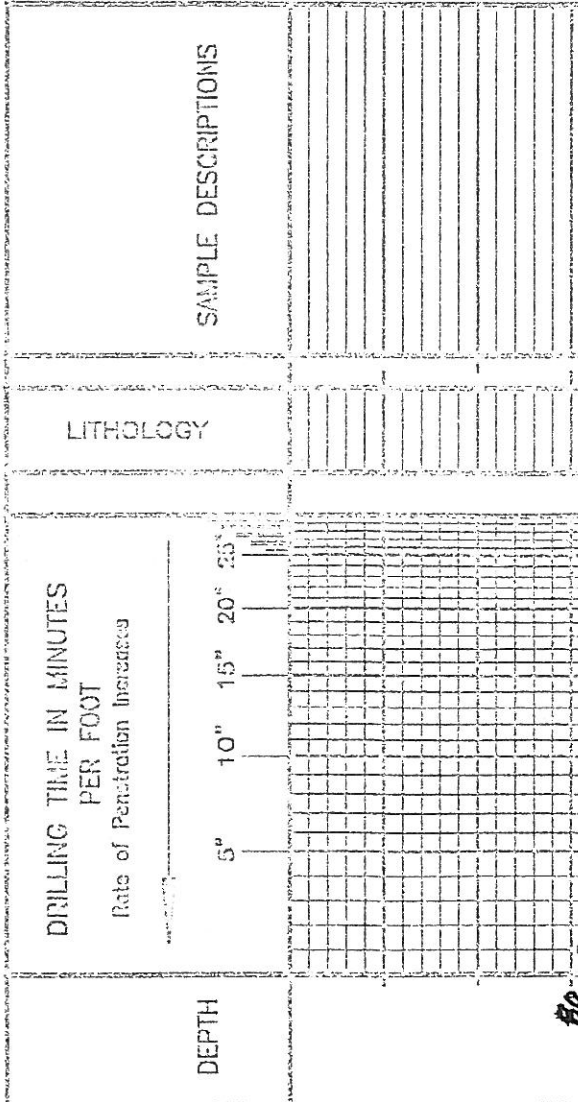 DEPTH
DRILLING TIME IN MINUTES
PER FOOT
Rate of Penetration Increases
5" 10" 15" 20" 25"
LITHOLOGY
SAMPLE DESCRIPTIONS